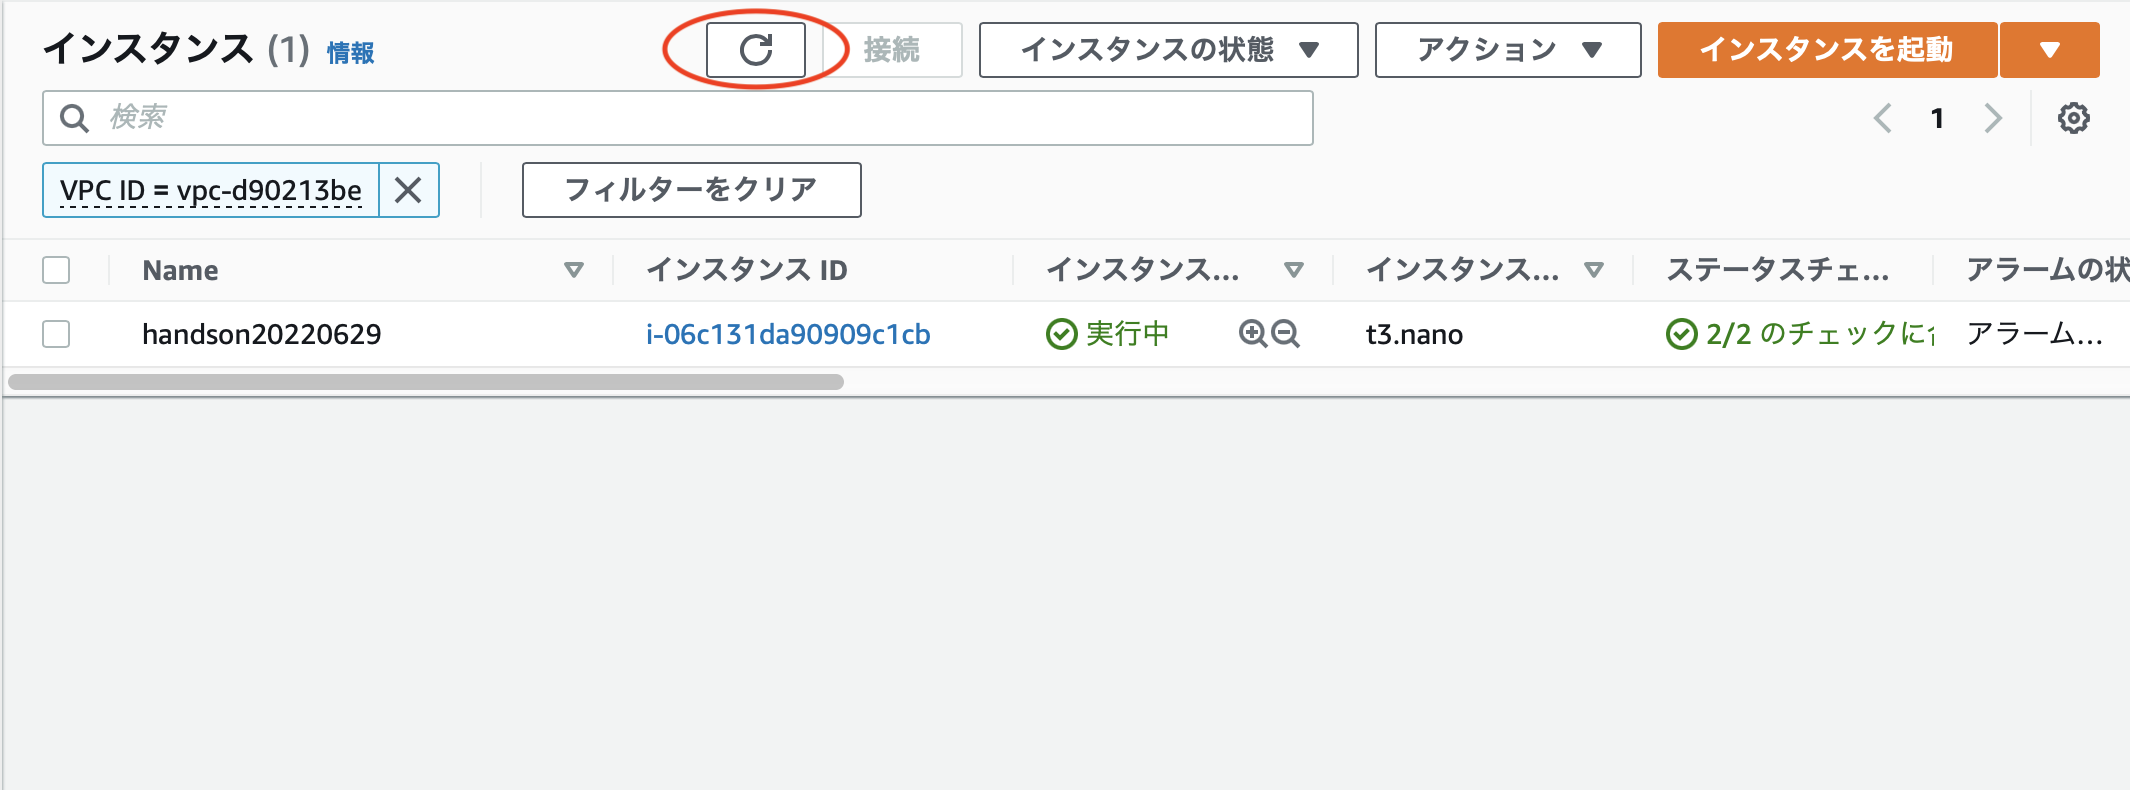 インスタンス (1) 情報 接続 インスタンスの状態 アクション インスタンスを起動
検索 1
VPC ID = vpc-d90213be フィルターをクリア
Name インスタンス ID インスタンス... インスタンス... ステータスチェ... アラームの状
handson20220629 i-06c131da90909c1cb 実行中 t3.nano 2/2 のチェックに アラーム...